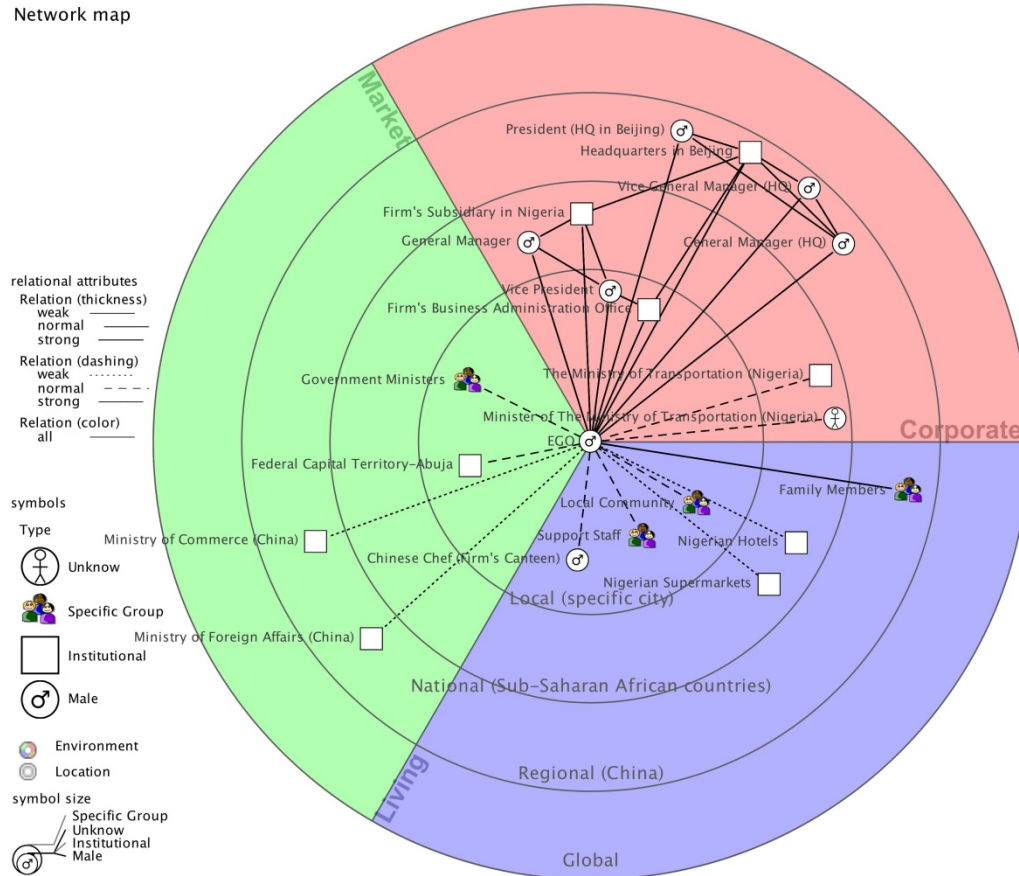 Network map
Market
President (HQ in Beijing)
Headquarters in Beijing
Vice General Manager (HQ)
Firm's Subsidiary in Nigeria
General Manager
General Manager (HQ)
Vice President
Firm's Business Administration Office
relational attributes
Relation (thickness)
weak
normal
strong
Relation (dashing)
weak
normal
strong
Relation (color)
all
Government Ministers
The Ministry of Transportation (Nigeria)
Minister of The Ministry of Transportation (Nigeria)
Corporate
EGO
Federal Capital Territory-Abuja
Family Members
Local Community
Support Staff
Nigerian Hotels
Ministry of Commerce (China)
Chinese Chef (Firm's Canteen)
Nigerian Supermarkets
Local (specific city)
Ministry of Foreign Affairs (China)
National (Sub-Saharan African countries)
Regional (China)
Living
Global
symbols
Type
Unknow
Specific Group
Institutional
Male
Environment
Location
symbol size
Specific Group
Unknow
Institutional
Male